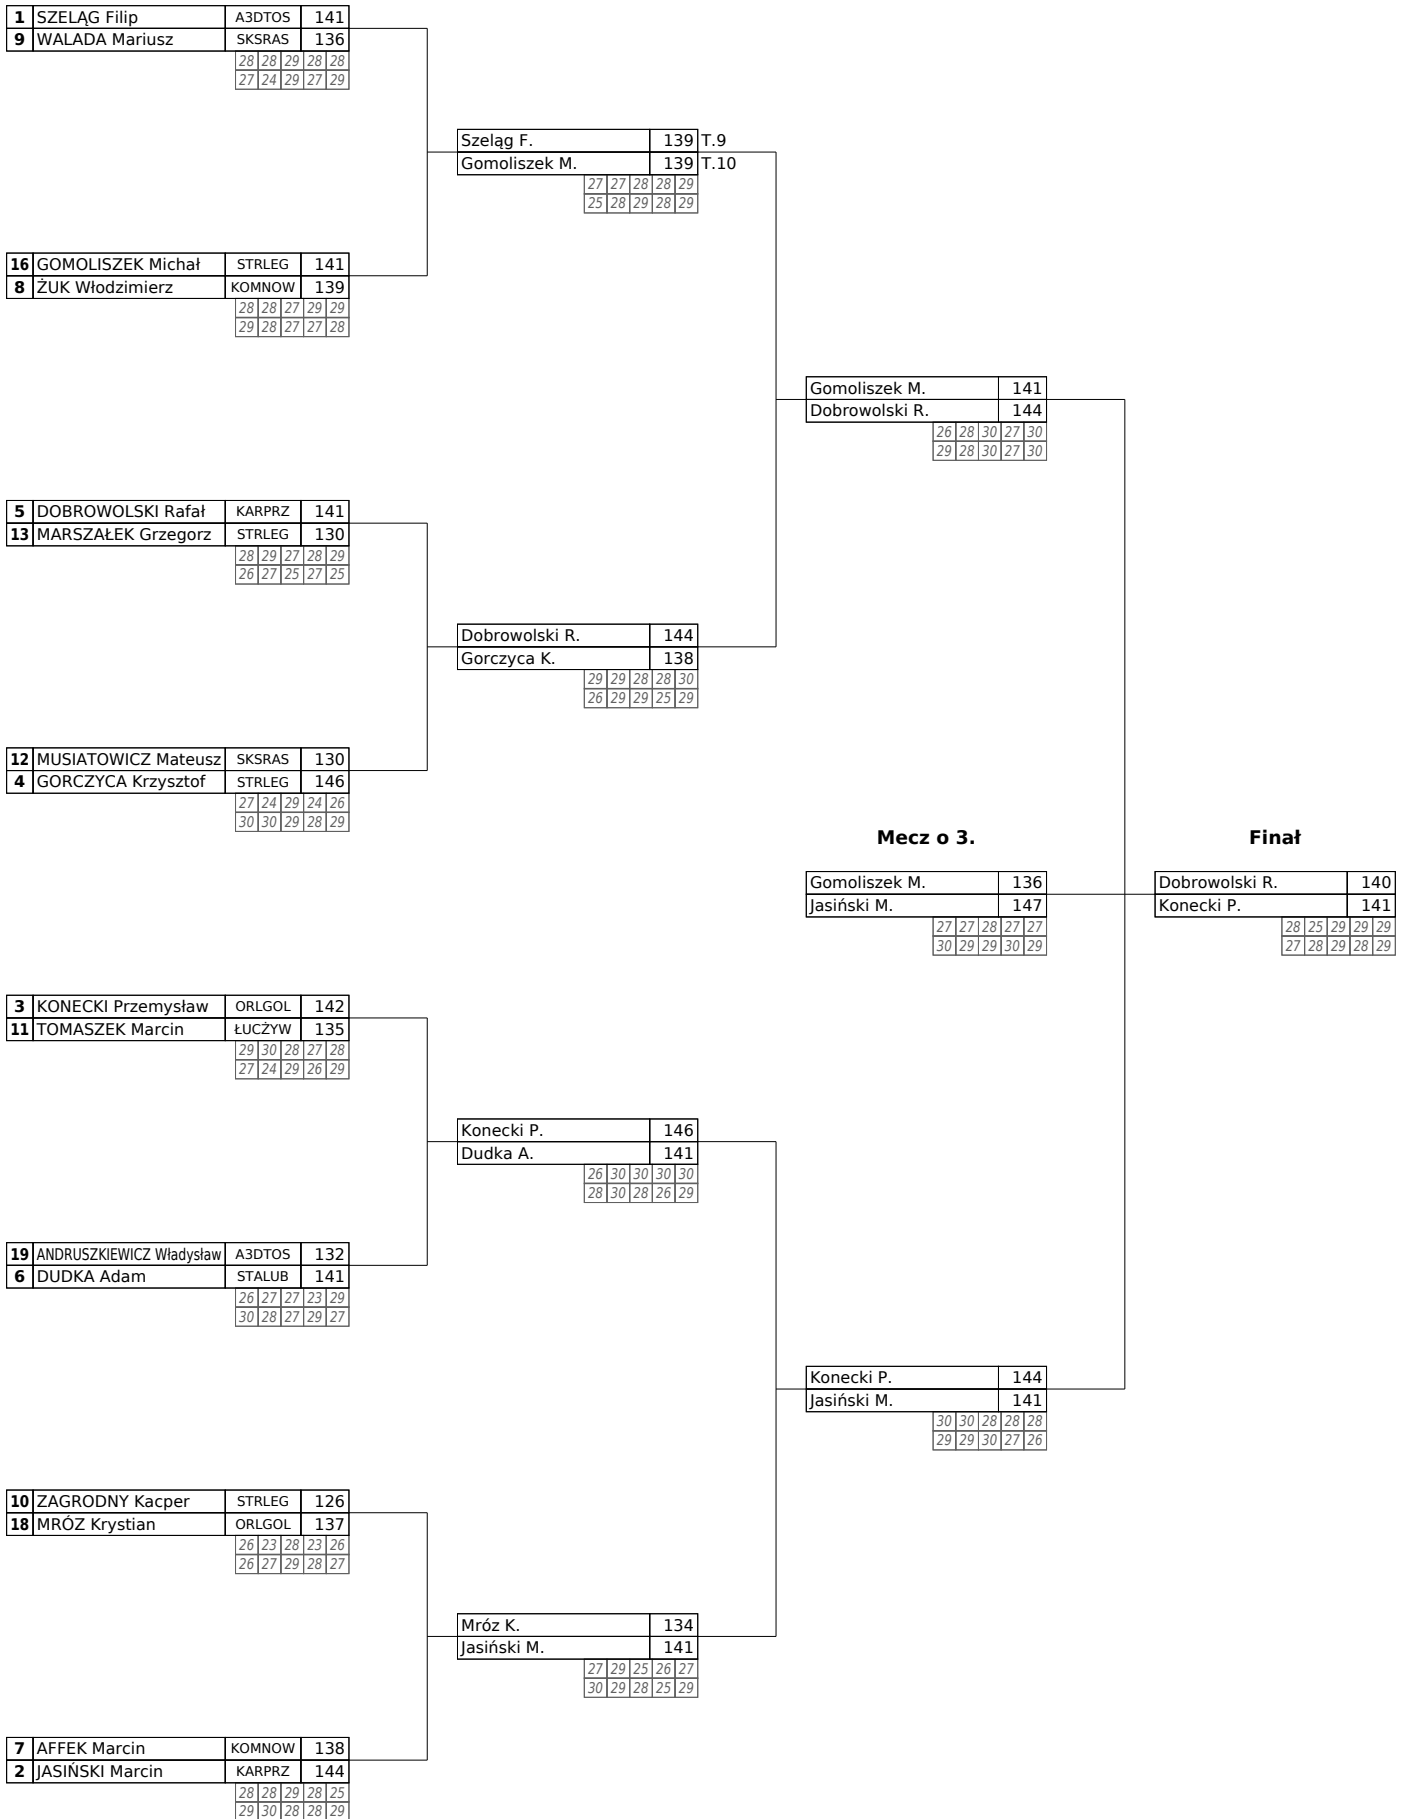 1 SZELĄG Filip A3DTOS 141
9 WALADA Mariusz SKSRAS 136
28 28 29 28 28
27 24 29 27 29
Szeląg F. 139 T.9
Gomoliszek M. 139 T.10
27 27 28 28 29
25 28 29 28 29
16 GOMOLISZEK Michał STRLEG 141
8 ŻUK Włodzimierz KOMNOW 139
28 28 27 29 29
29 28 27 27 28
Gomoliszek M. 141
Dobrowolski R. 144
26 28 30 27 30
29 28 30 27 30
5 DOBROWOLSKI Rafał KARPRZ 141
13 MARSZAŁEK Grzegorz STRLEG 130
28 29 27 28 29
26 27 25 27 25
Dobrowolski R. 144
Gorczyca K. 138
29 29 28 28 30
26 29 29 25 29
12 MUSIATOWICZ Mateusz SKSRAS 130
4 GORCZYCA Krzysztof STRLEG 146
27 24 29 24 26
30 30 29 28 29
Mecz o 3. Finał
Gomoliszek M. 136 Dobrowolski R. 140
Jasiński M. 147 Konecki P. 141
27 27 28 27 27 28 25 29 29 29
30 29 29 30 29 27 28 29 28 29
3 KONECKI Przemysław ORLGOL 142
11 TOMASZEK Marcin ŁUCŻYW 135
29 30 28 27 28
27 24 29 26 29
Konecki P. 146
Dudka A. 141
26 30 30 30 30
28 30 28 26 29
19 ANDRUSZKIEWICZ Władysław A3DTOS 132
6 DUDKA Adam STALUB 141
26 27 27 23 29
30 28 27 29 27
Konecki P. 144
Jasiński M. 141
30 30 28 28 28
29 29 30 27 26
10 ZAGRODNY Kacper STRLEG 126
18 MRÓZ Krystian ORLGOL 137
26 23 28 23 26
26 27 29 28 27
Mróz K. 134
Jasiński M. 141
27 29 25 26 27
30 29 28 25 29
7 AFFEK Marcin KOMNOW 138
2 JASIŃSKI Marcin KARPRZ 144
28 28 29 28 25
29 30 28 28 29